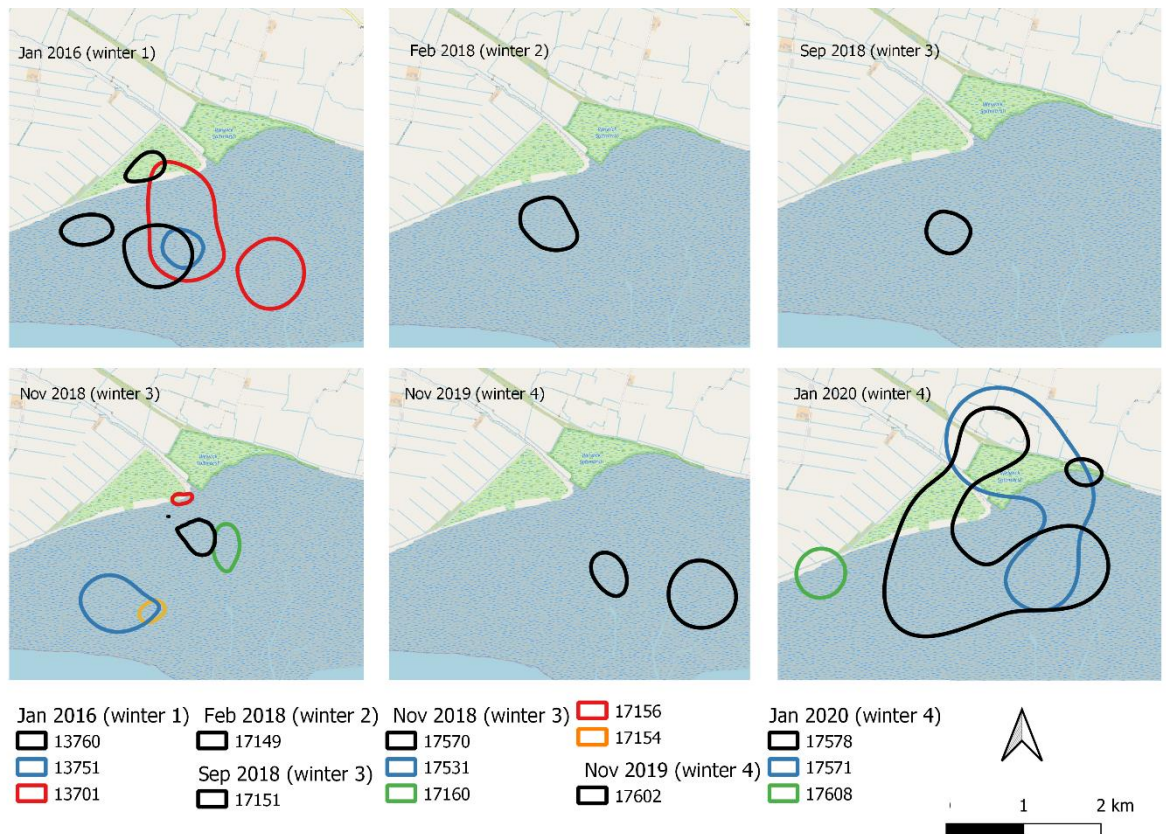 Jan 2016 (winter 1)
Feb 2018 (winter 2)
Sep 2018 (winter 3)
Nov 2018 (winter 3)
Nov 2019 (winter 4)
Jan 2020 (winter 4)
Jan 2016 (winter 1)
13760
13751
13701
Feb 2018 (winter 2)
17149
Sep 2018 (winter 3)
17151
Nov 2018 (winter 3)
17570
17531
17160
17156
17154
Nov 2019 (winter 4)
17602
Jan 2020 (winter 4)
17578
17571
17608
1 2 km